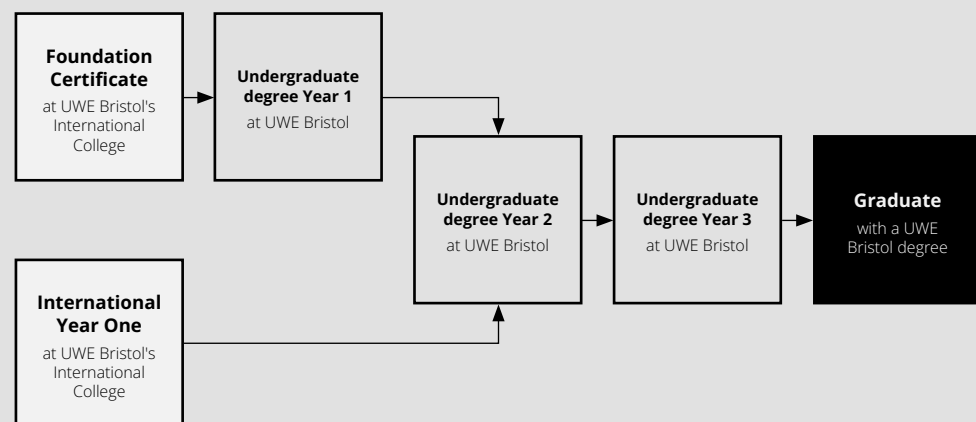 Foundation
Certificate
at UWE Bristol's
International
College
Undergraduate
degree Year 1
at UWE Bristol
Undergraduate
degree Year 2
at UWE Bristol
Undergraduate
degree Year 3
at UWE Bristol
Graduate
with a UWE
Bristol degree
International
Year One
at UWE Bristol's
International
College